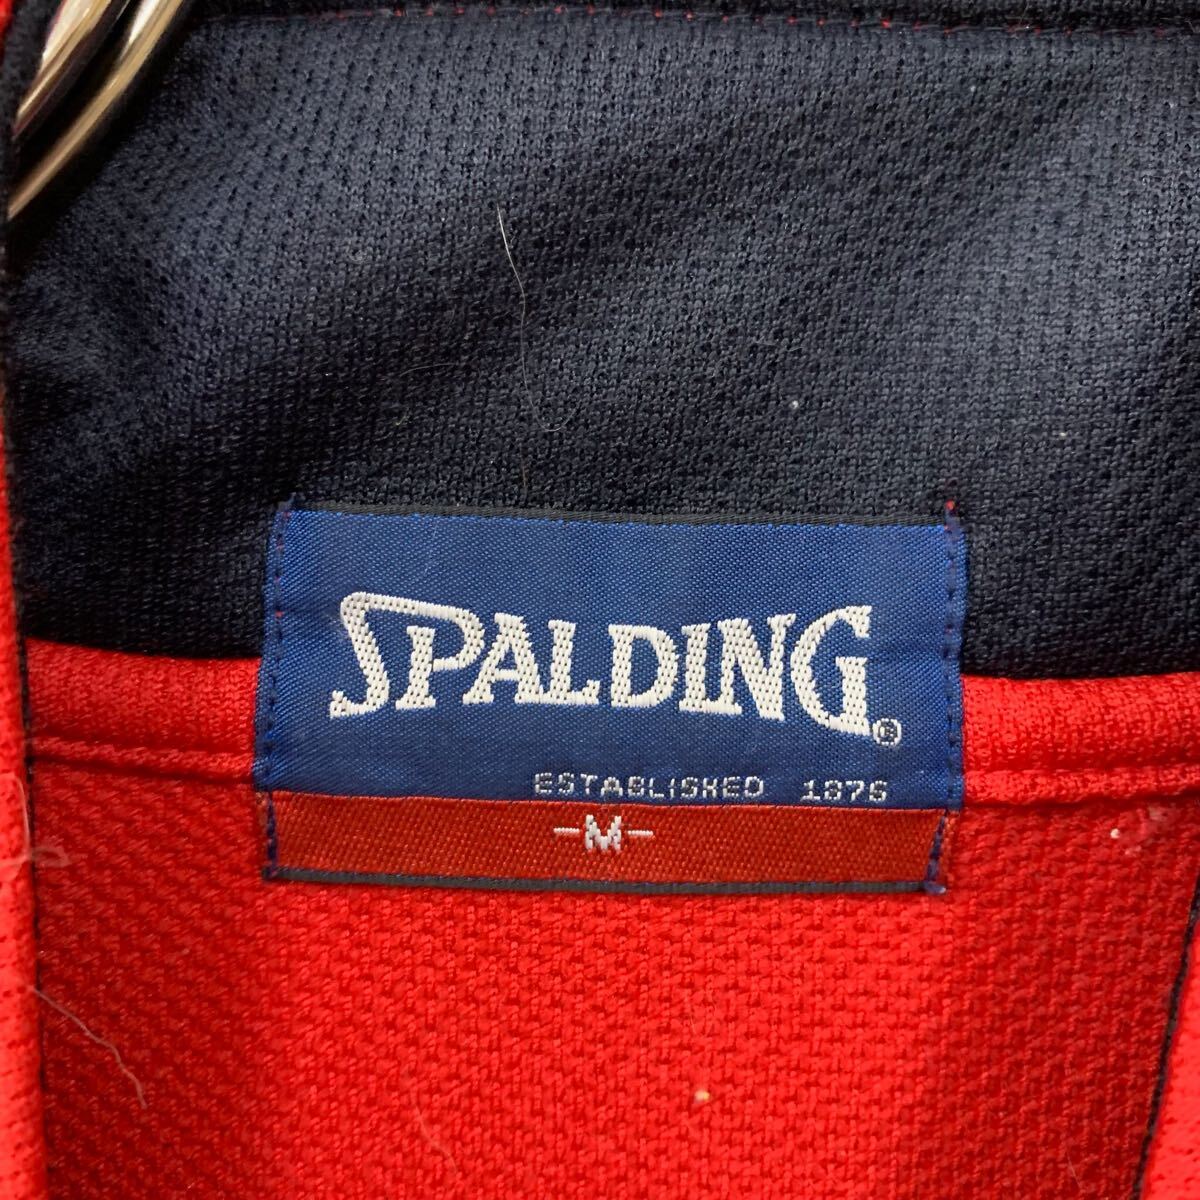 SPALDING®
ESTABLISHED 1876
-M-